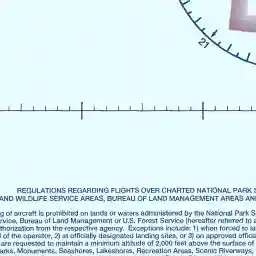 21
REGULATIONS REGARDING FLIGHTS OVER CHARTED NATIONAL PARK S
AND WILDLIFE SERVICE AREAS, BUREAU OF LAND MANAGEMENT AREAS AN
g of aircraft is prohibited on lands or waters administered by the National Park S
rvice, Bureau of Land Management or U.S. Forest Service (hereafter referred to a
thorization from the respective agency. Exceptions include: 1) when forced to la
l of the operator, 2) at officially designated landing sites, or 3) on approved offici
are requested to maintain a minimum altitude of 2,000 feet above the surface of
arks, Monuments, Seashores, Lakeshores, Recreation Areas, Scenic Riverways,